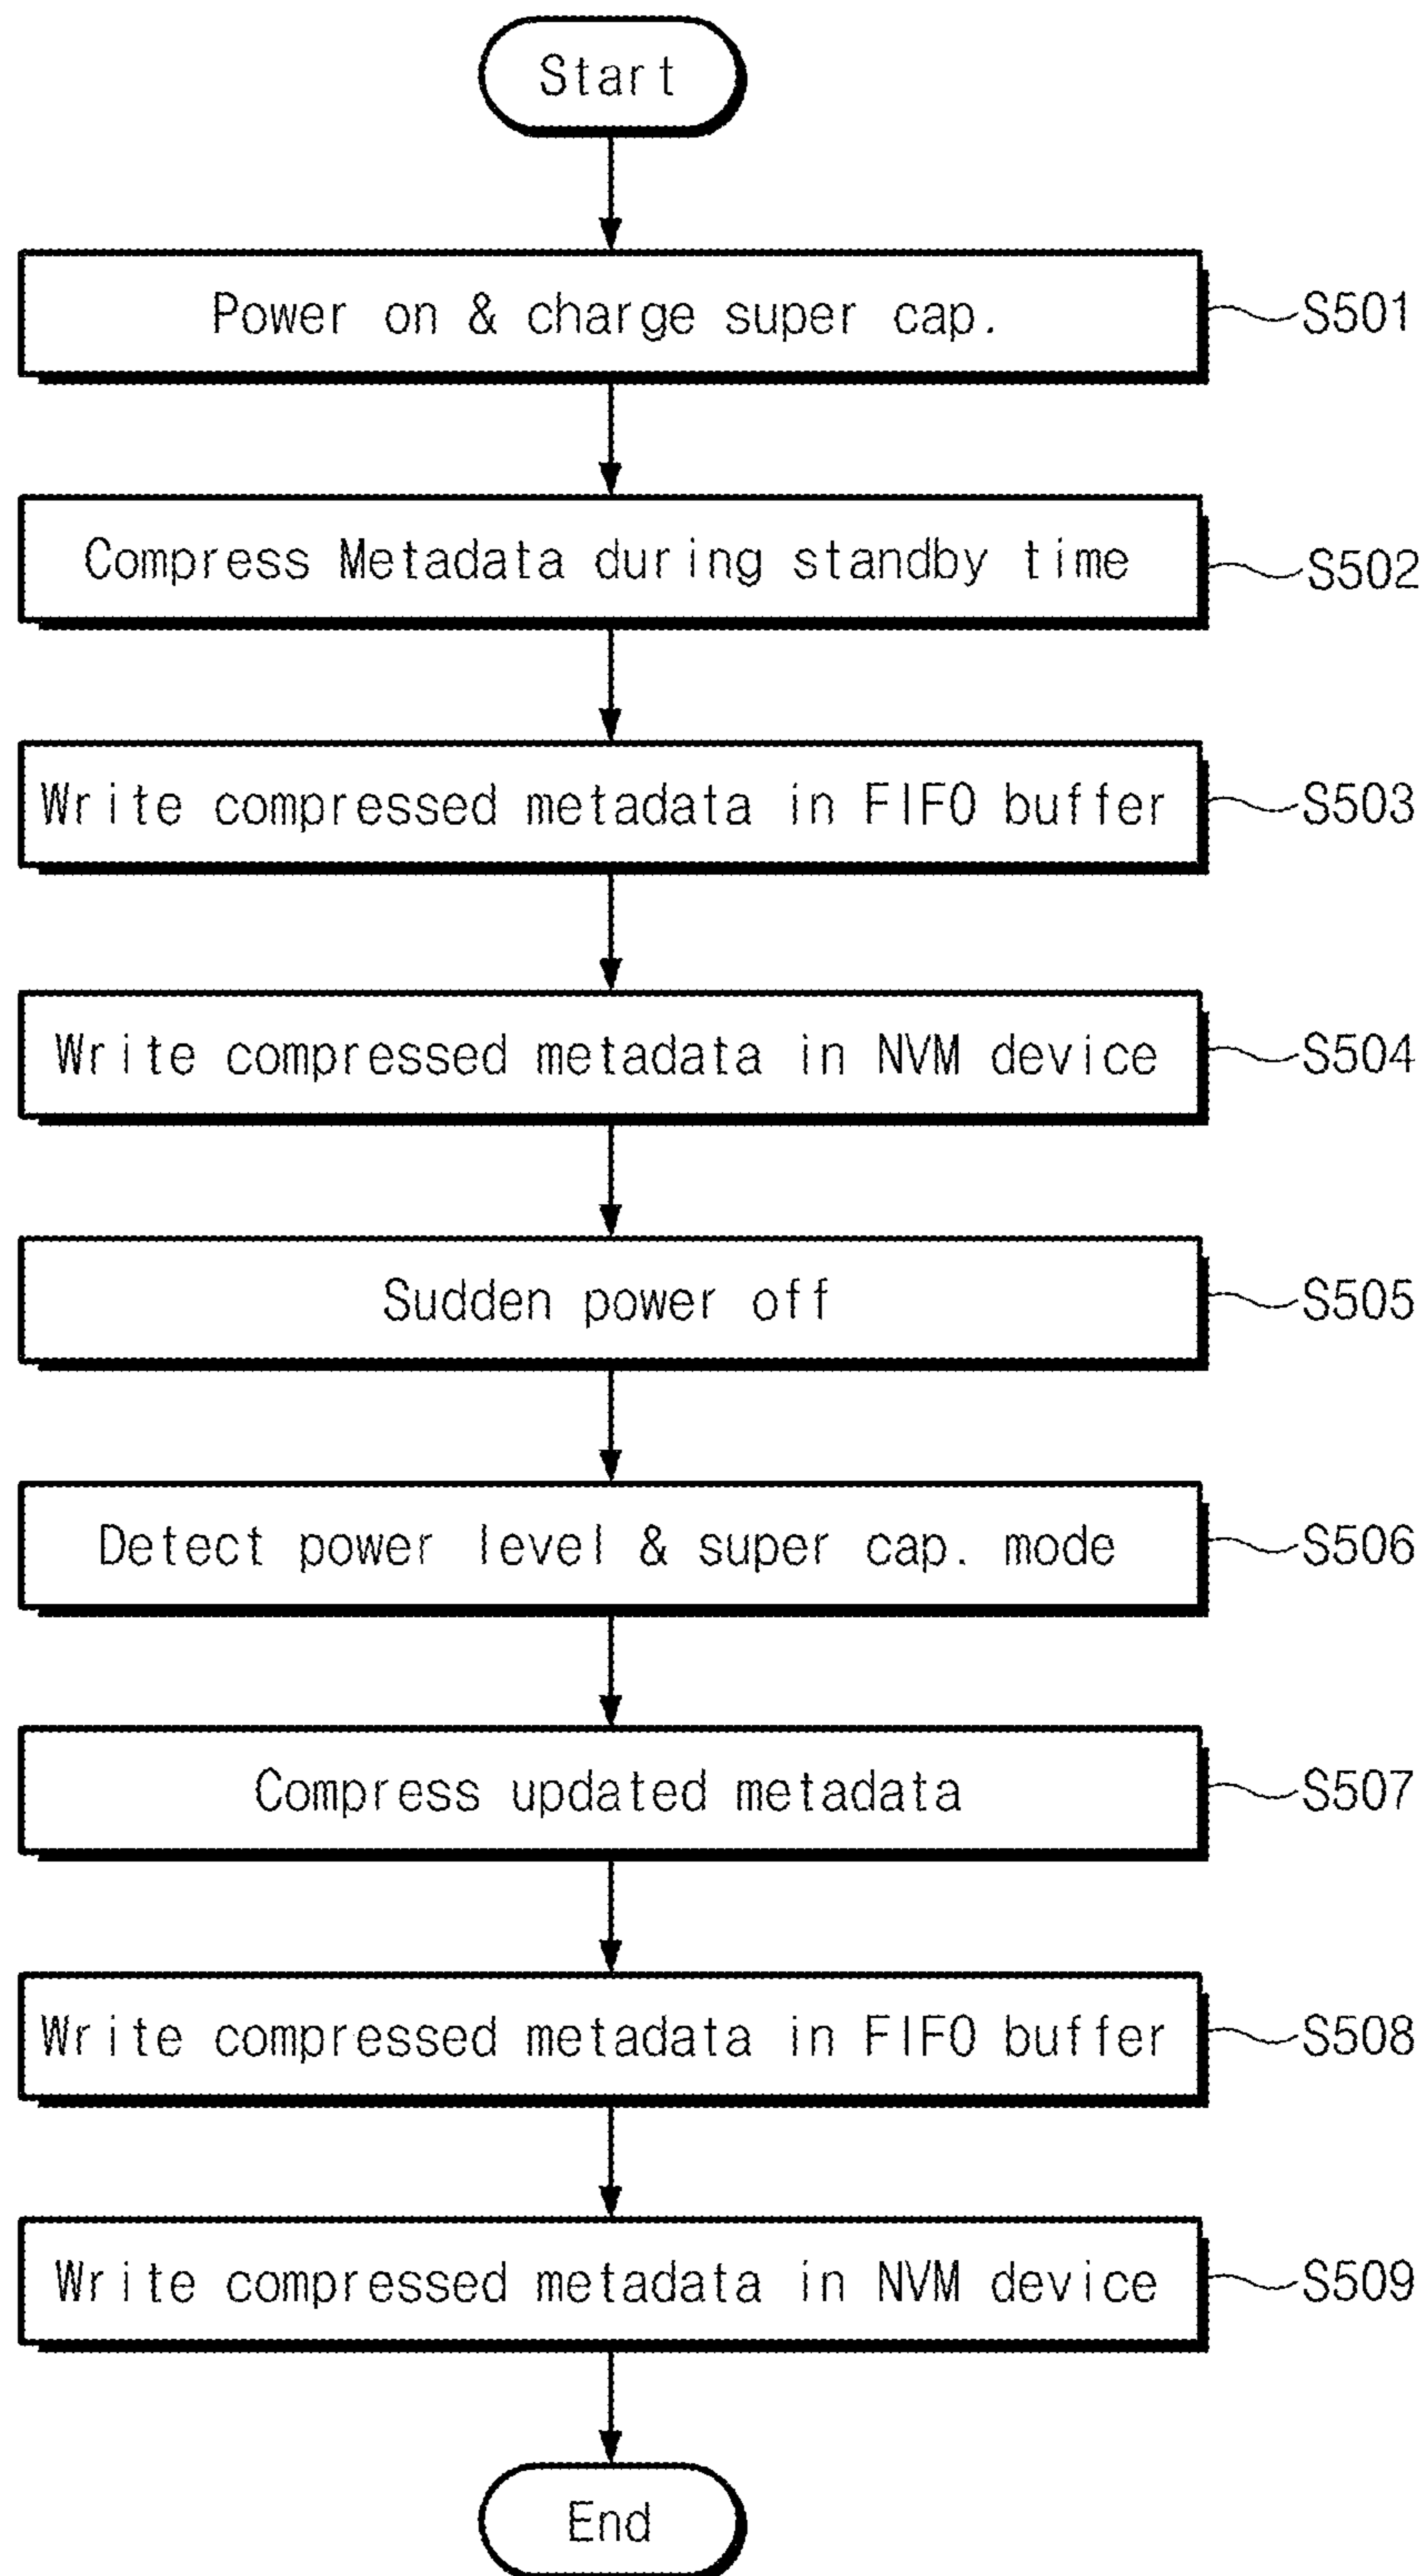 Start
Power on & charge super cap.
S501
Compress Metadata during standby time
S502
Write compressed metadata in FIFO buffer
S503
Write compressed metadata in NVM device
S504
Sudden power off
S505
Detect power level & super cap. mode
S506
Compress updated metadata
S507
Write compressed metadata in FIFO buffer
S508
Write compressed metadata in NVM device
S509
End